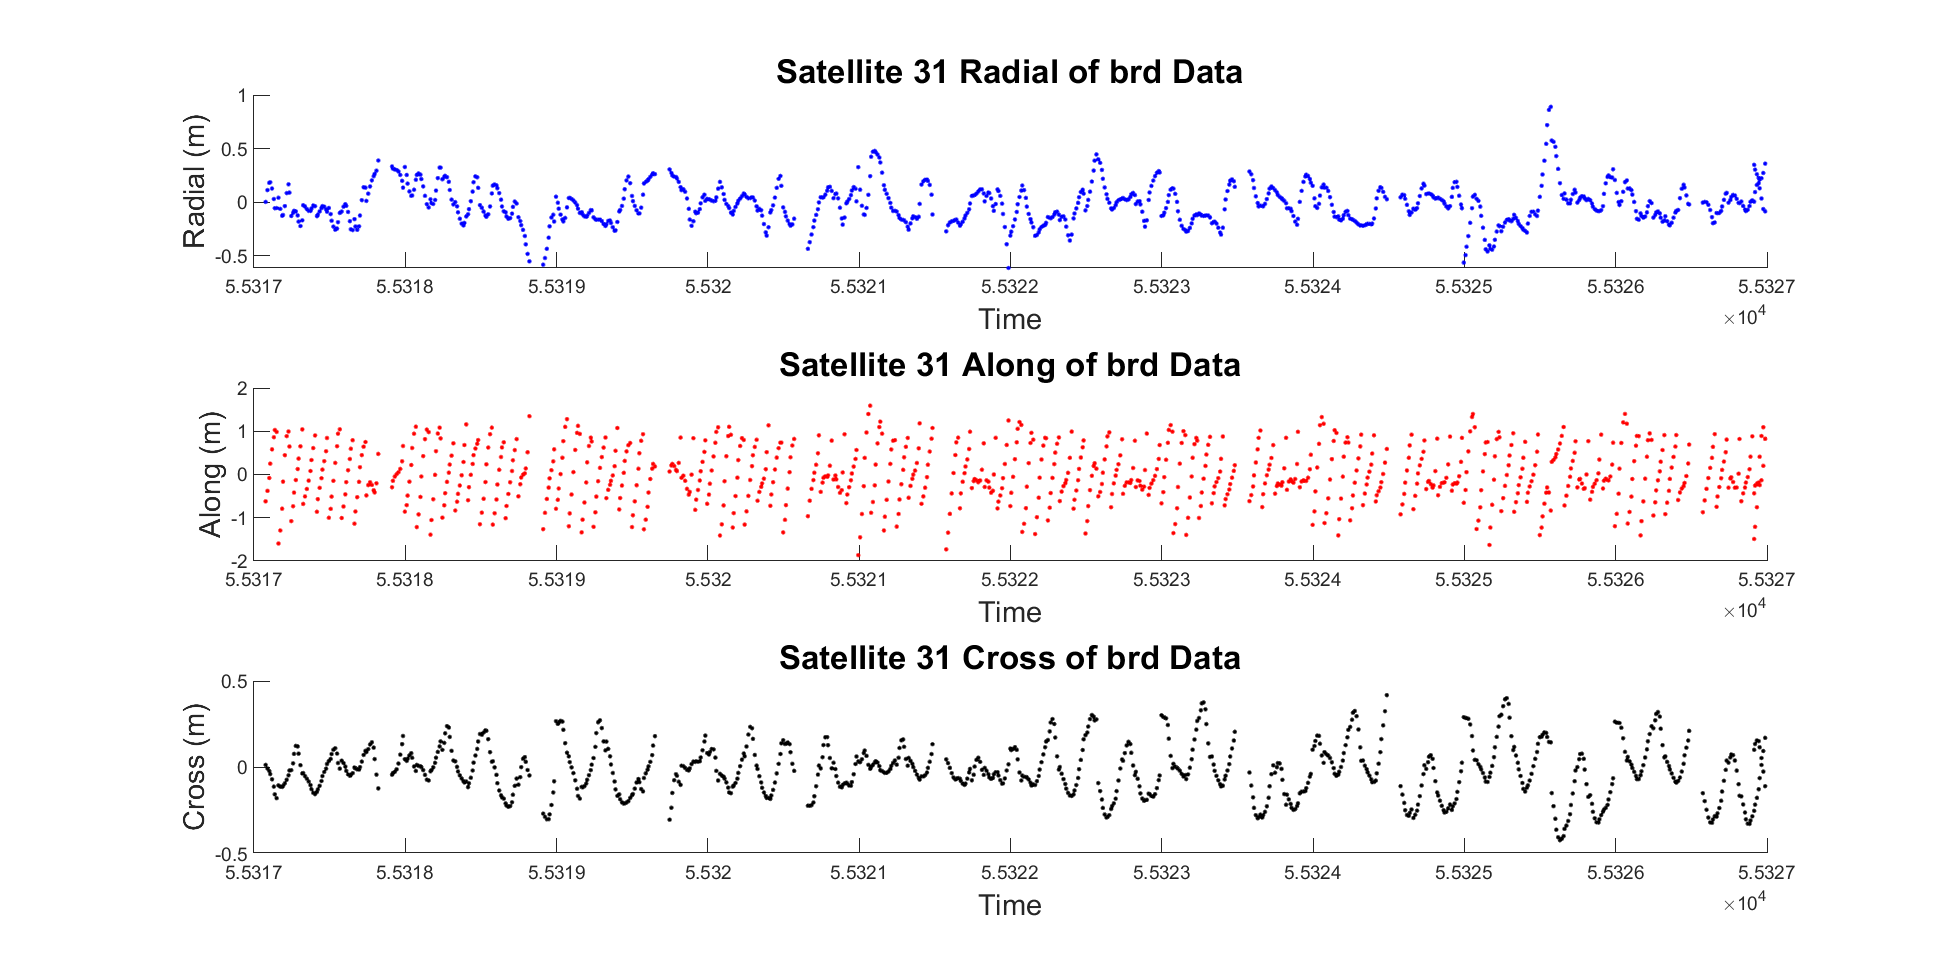 Satellite 31 Radial of brd Data
Radial (m)
1
0.5
0
-0.5
5.5317 5.5318 5.5319 5.532 5.5321 5.5322 5.5323 5.5324 5.5325 5.5326 5.5327
×10⁴
Time
Satellite 31 Along of brd Data
Along (m)
2
1
0
-1
-2
5.5317 5.5318 5.5319 5.532 5.5321 5.5322 5.5323 5.5324 5.5325 5.5326 5.5327
×10⁴
Time
Satellite 31 Cross of brd Data
Cross (m)
0.5
0
-0.5
5.5317 5.5318 5.5319 5.532 5.5321 5.5322 5.5323 5.5324 5.5325 5.5326 5.5327
×10⁴
Time